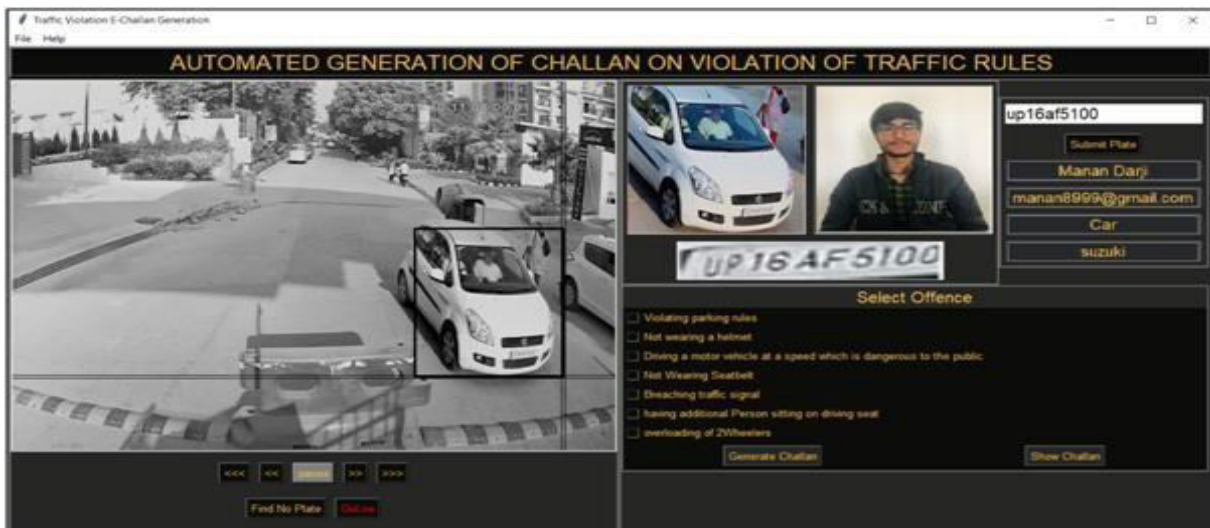 Traffic Violation E-Challan Generation
File Help
AUTOMATED GENERATION OF CHALLAN ON VIOLATION OF TRAFFIC RULES
up16af5100
Submit Plate
Manan Darji
manan8999@gmail.com
Car
suzuki
UP16AF5100
Select Offence
Violating parking rules
Not wearing a helmet
Driving a motor vehicle at a speed which is dangerous to the public
Not Wearing Seatbelt
Breaching traffic signal
having additional Person sitting on driving seat
overloading of 2Wheelers
Generate Challan Show Challan
<<< << >> >>>
Find No Plate